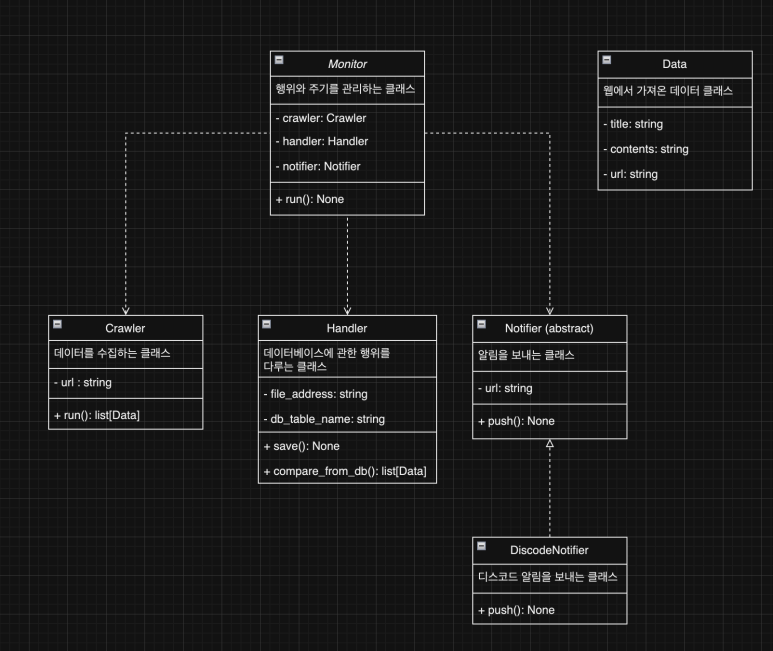 Monitor
행위와 주기를 관리하는 클래스
- crawler: Crawler
- handler: Handler
- notifier: Notifier
+ run(): None
Data
웹에서 가져온 데이터 클래스
- title: string
- contents: string
- url: string
Crawler
데이터를 수집하는 클래스
- url : string
+ run(): list[Data]
Handler
데이터베이스에 관한 행위를
다루는 클래스
- file_address: string
- db_table_name: string
+ save(): None
+ compare_from_db(): list[Data]
Notifier (abstract)
알림을 보내는 클래스
- url: string
+ push(): None
DiscodeNotifier
디스코드 알림을 보내는 클래스
+ push(): None